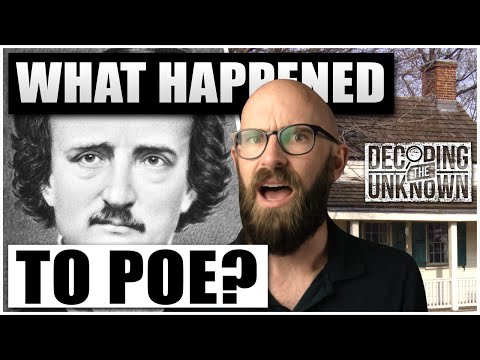 WHAT HAPPENED
DECODING
THE
UNKNOWN
TO POE?